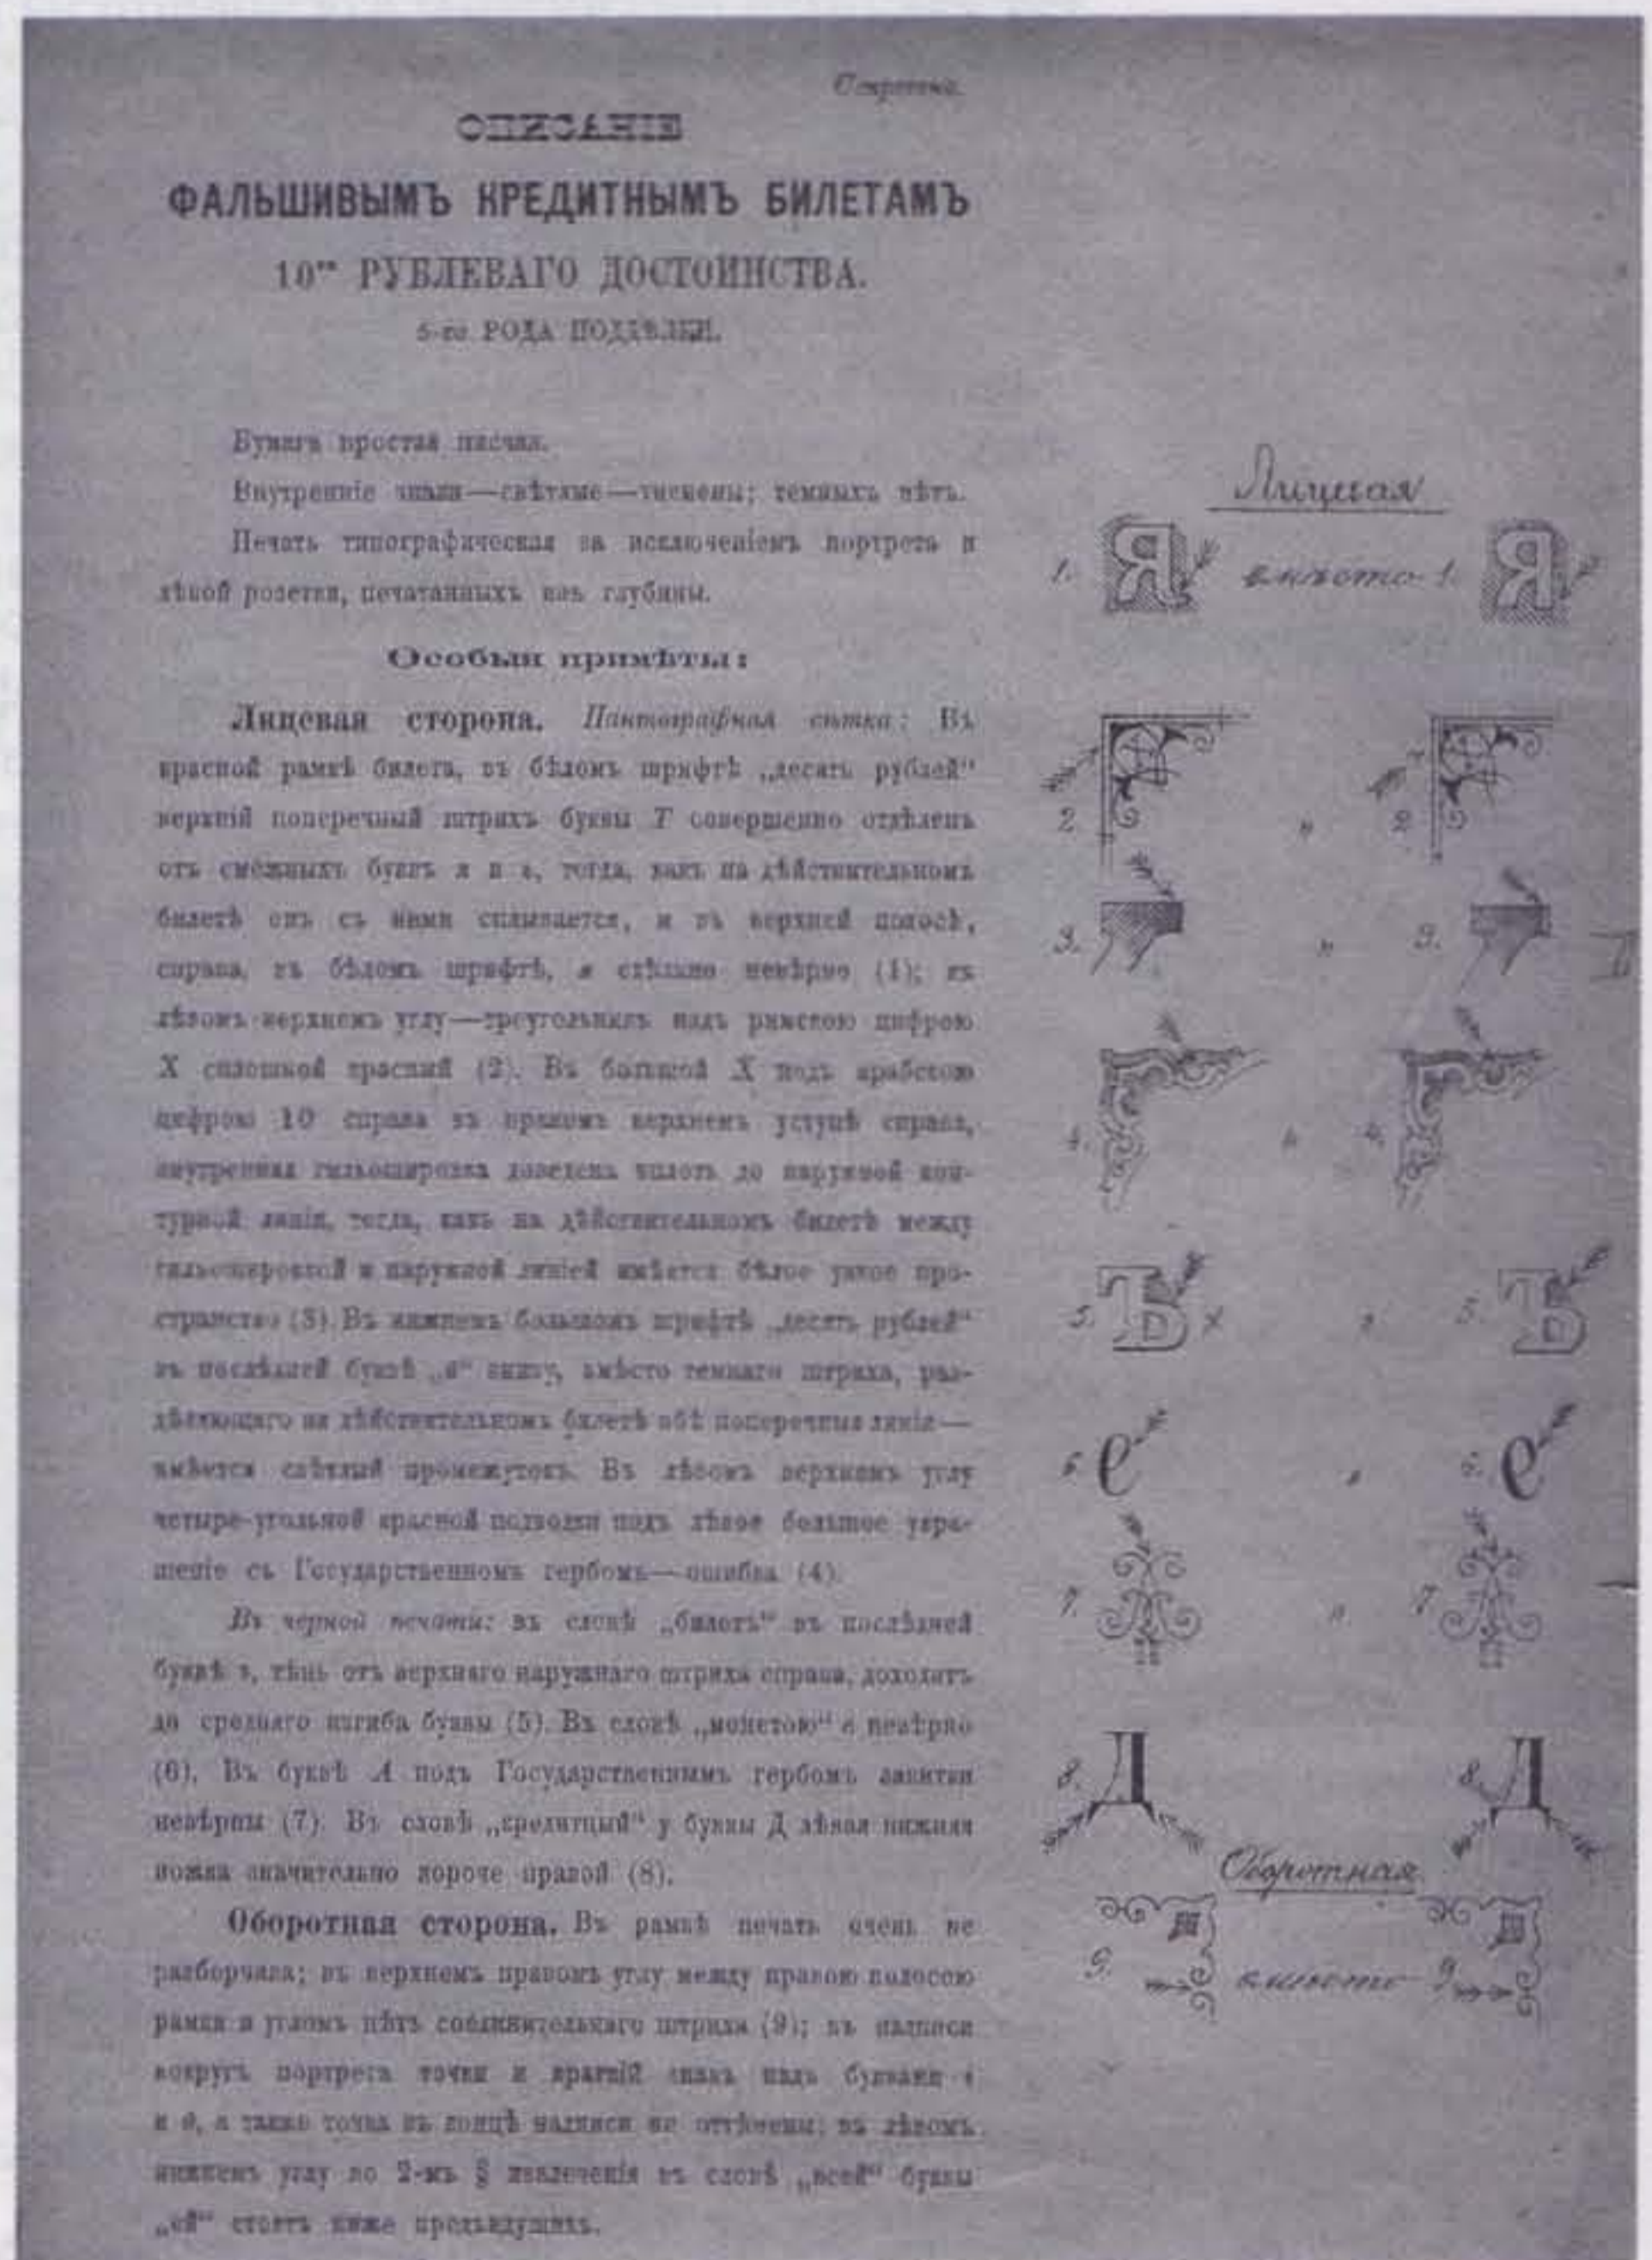 Секретно.
ОПИСАНІЕ
ФАЛЬШИВЫМЪ КРЕДИТНЫМЪ БИЛЕТАМЪ
10ти РУБЛЕВАГО ДОСТОИНСТВА.
5-го РОДА ПОДДѢЛКИ.
Бумага простая писчая.
Внутренніе знаки—свѣтлые—тиснены; темныхъ нѣтъ.
Печать типографическая за исключеніемъ портрета и
лѣвой розетки, печатанныхъ изъ глубины.
Особыя примѣты:
Лицевая сторона. Пантографная сѣтка: Въ
красной рамкѣ билета, въ бѣломъ шрифтѣ „десять рублей“
верхній поперечный штрихъ буквы Т совершенно отдѣленъ
отъ смежныхъ буквъ я и ь, тогда, какъ на дѣйствительномъ
билетѣ онъ съ ними сливается, и въ верхней полосѣ,
справа, въ бѣломъ шрифтѣ, я сдѣлано невѣрно (1); въ
лѣвомъ верхнемъ углу—треугольникъ надъ римскою цифрою
X сплошной красный (2). Въ большой X подъ арабскою
цифрою 10 справа въ правомъ верхнемъ уступѣ справа,
внутренняя гильошировка доведена вплоть до наружной кон-
турной линіи, тогда, какъ на дѣйствительномъ билетѣ между
гильошировкой и наружной линіей имѣется бѣлое узкое про-
странство (3). Въ нижнемъ большомъ шрифтѣ „десять рублей“
въ послѣдней буквѣ „й“ внизу, вмѣсто темнаго штриха, раз-
дѣляющаго на дѣйствительномъ билетѣ обѣ поперечныя линіи—
имѣется свѣтлый промежутокъ. Въ лѣвомъ верхнемъ углу
четыре-угольной красной подводки подъ лѣвое большое укра-
шеніе съ Государственномъ гербомъ—ошибка (4).
Въ черной печати: въ словѣ „билетъ“ въ послѣдней
буквѣ ъ, тѣнь отъ верхняго наружнаго штриха справа, доходитъ
до средняго изгиба буквы (5). Въ словѣ „монетою“ е невѣрно
(6). Въ буквѣ А подъ Государственнымъ гербомъ завитки
невѣрны (7). Въ словѣ „кредитный“ у буквы Д лѣвая нижняя
ножка значительно короче правой (8).
Оборотная сторона. Въ рамкѣ печать очень не
разборчива; въ верхнемъ правомъ углу между правою полосою
рамки и угломъ нѣтъ соединительнаго штриха (9); въ надписи
вокругъ портрета точки и краткій знакъ надъ буквами і
и й, а также точка въ концѣ надписи не оттѣнены; въ лѣвомъ
нижнемъ углу во 2-мъ § извлеченія въ словѣ „всей“ буквы
„ей“ стоятъ ниже предъидущихъ.
Лицевая
1. Я вмѣсто 1. Я
2 " 2
3. " 3.
4. " 4.
5. Ъ " 5. Ъ
6. е " 6. е
7. " 7.
8. Д 8. Д
Оборотная
9. вмѣсто 9.